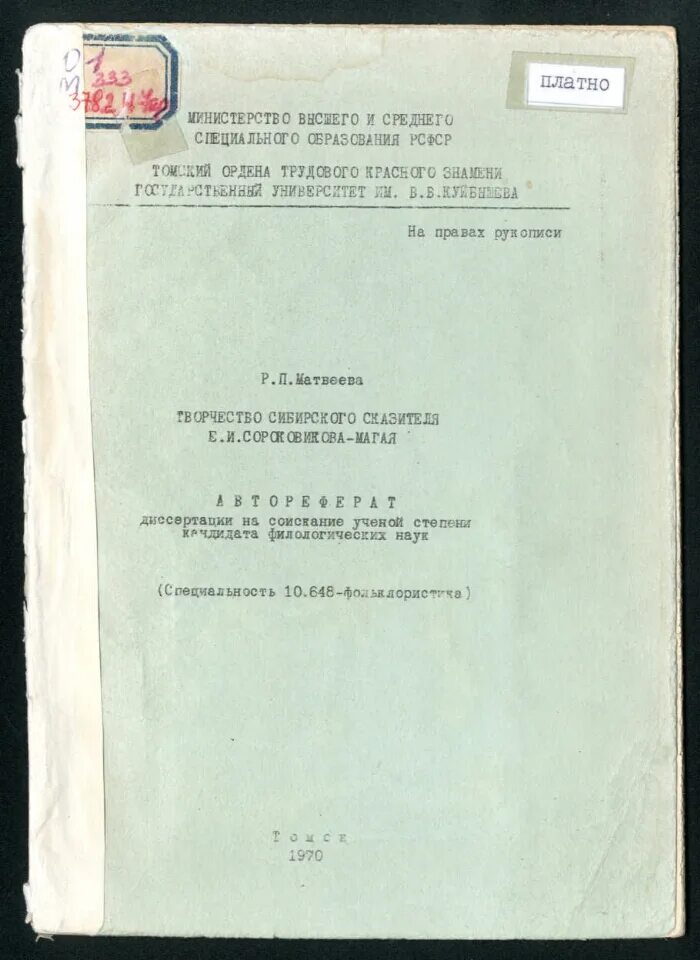 333
3782
платно
МИНИСТЕРСТВО ВЫСШЕГО И СРЕДНЕГО
СПЕЦИАЛЬНОГО ОБРАЗОВАНИЯ РСФСР
ТОМСКИЙ ОРДЕНА ТРУДОВОГО КРАСНОГО ЗНАМЕНИ
ГОСУДАРСТВЕННЫЙ УНИВЕРСИТЕТ ИМ. В.В.КУЙБЫШЕВА
На правах рукописи
Р.П.Матвеева
ТВОРЧЕСТВО СИБИРСКОГО СКАЗИТЕЛЯ
Е.И.СОРОКОВИКОВА-МАГАЯ
АВТОРЕФЕРАТ
диссертации на соискание ученой степени
кандидата филологических наук
(Специальность 10.648-фольклористика)
Томск
1970